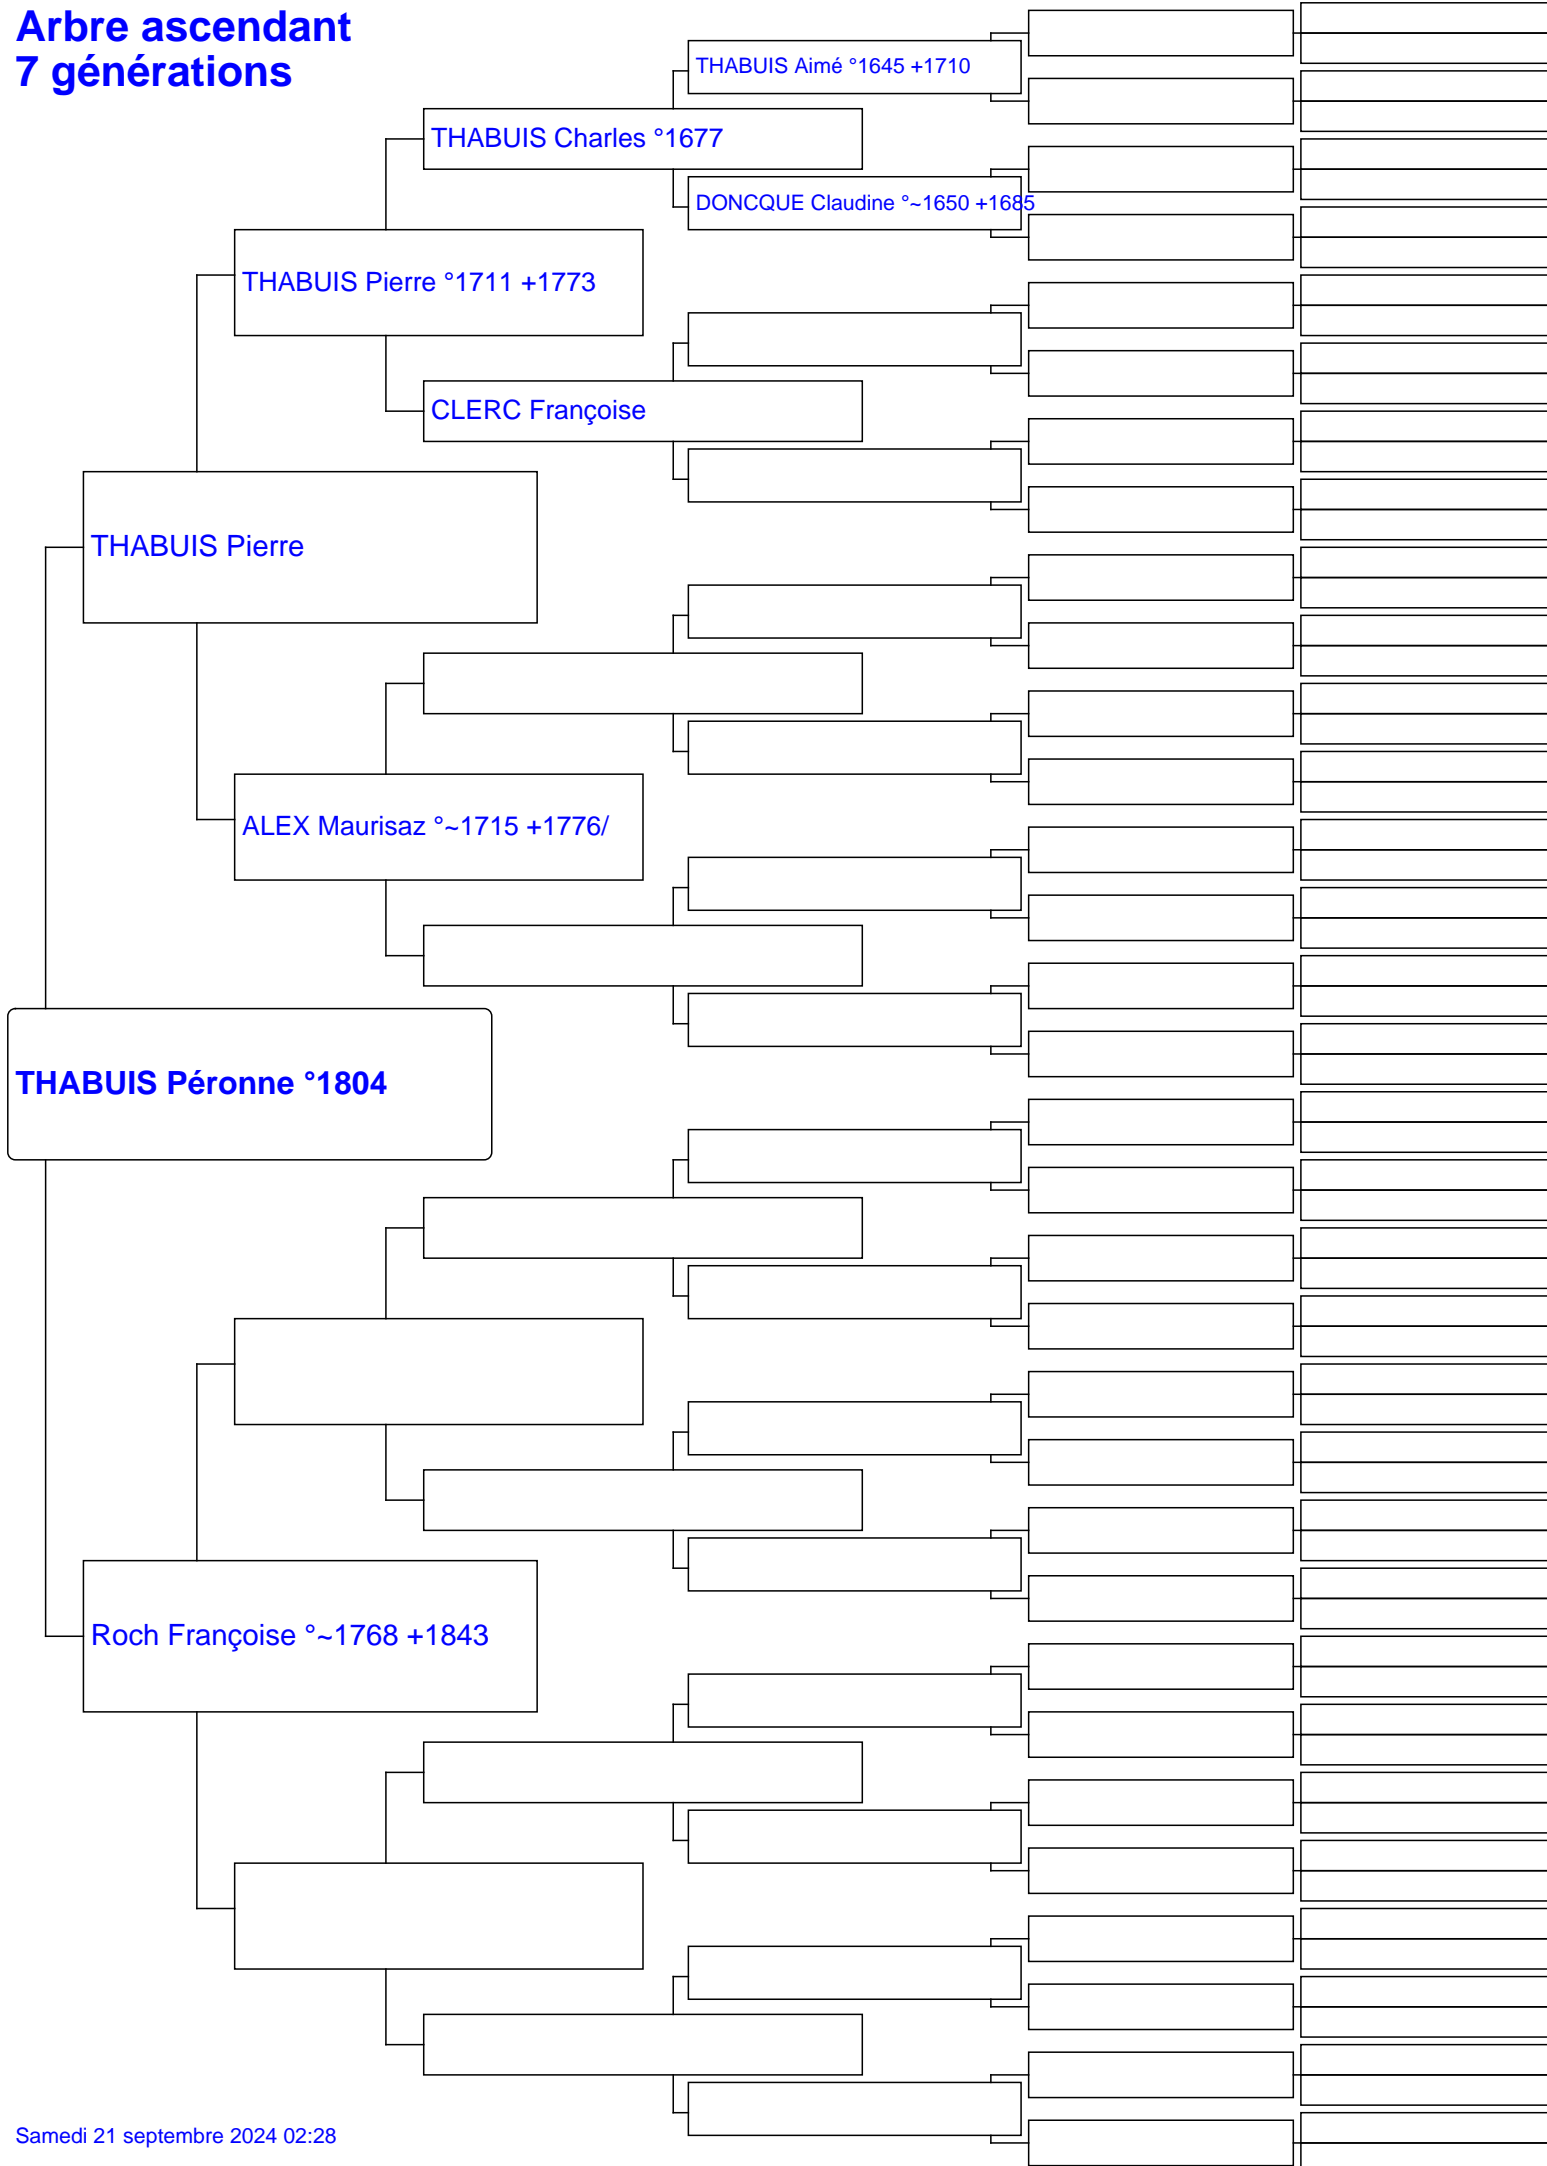 Arbre ascendant
7 générations
THABUIS Aimé °1645 +1710
THABUIS Charles °1677
DONCQUE Claudine °~1650 +1685
THABUIS Pierre °1711 +1773
CLERC Françoise
THABUIS Pierre
ALEX Maurisaz °~1715 +1776/
THABUIS Péronne °1804
Roch Françoise °~1768 +1843
Samedi 21 septembre 2024 02:28